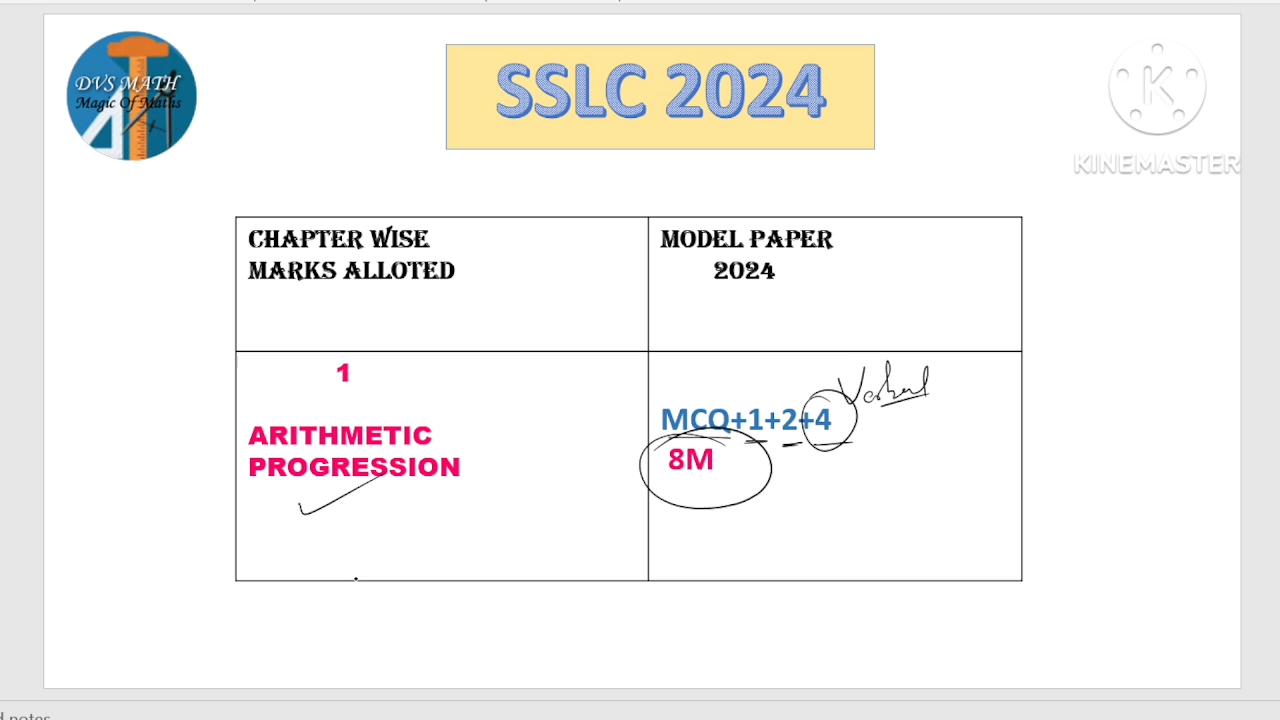 DVS MATH
Magic Of Maths
SSLC 2024
K
KINEMASTER
CHAPTER WISE
MARKS ALLOTED
MODEL PAPER
2024
1
ARITHMETIC
PROGRESSION
MCQ+1+2+4
8M
notes